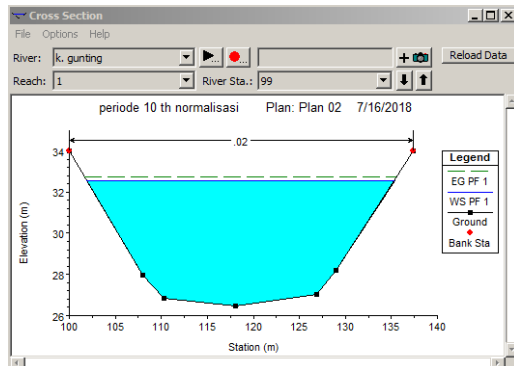 Cross Section
File Options Help
River: k. gunting
Reload Data
Reach: 1 River Sta.: 99
periode 10 th normalisasi Plan: Plan 02 7/16/2018
.02
34
32
30
28
26
Elevation (m)
100 105 110 115 120 125 130 135 140
Station (m)
Legend
EG PF 1
WS PF 1
Ground
Bank Sta